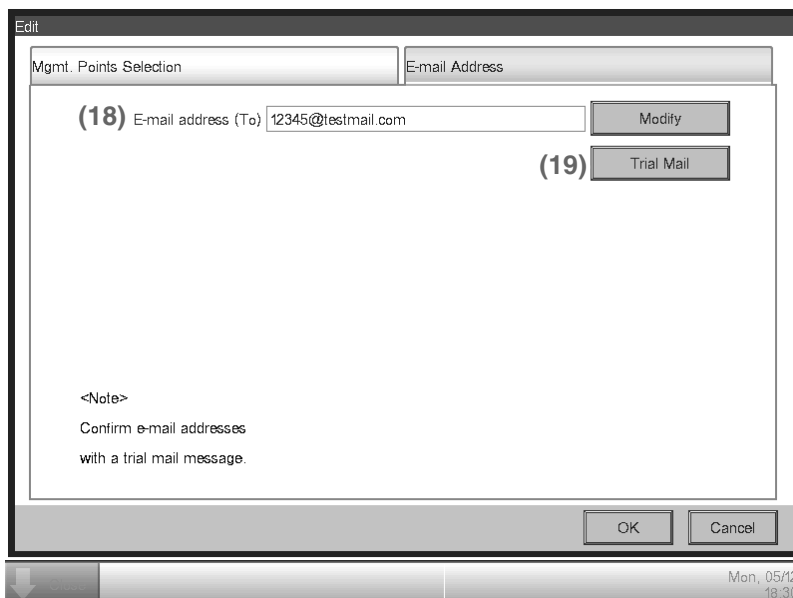 Edit
Mgmt. Points Selection
E-mail Address
(18) E-mail address (To) 12345@testmail.com Modify
(19) Trial Mail
<Note>
Confirm e-mail addresses
with a trial mail message.
OK Cancel
Mon, 05/12
18:30